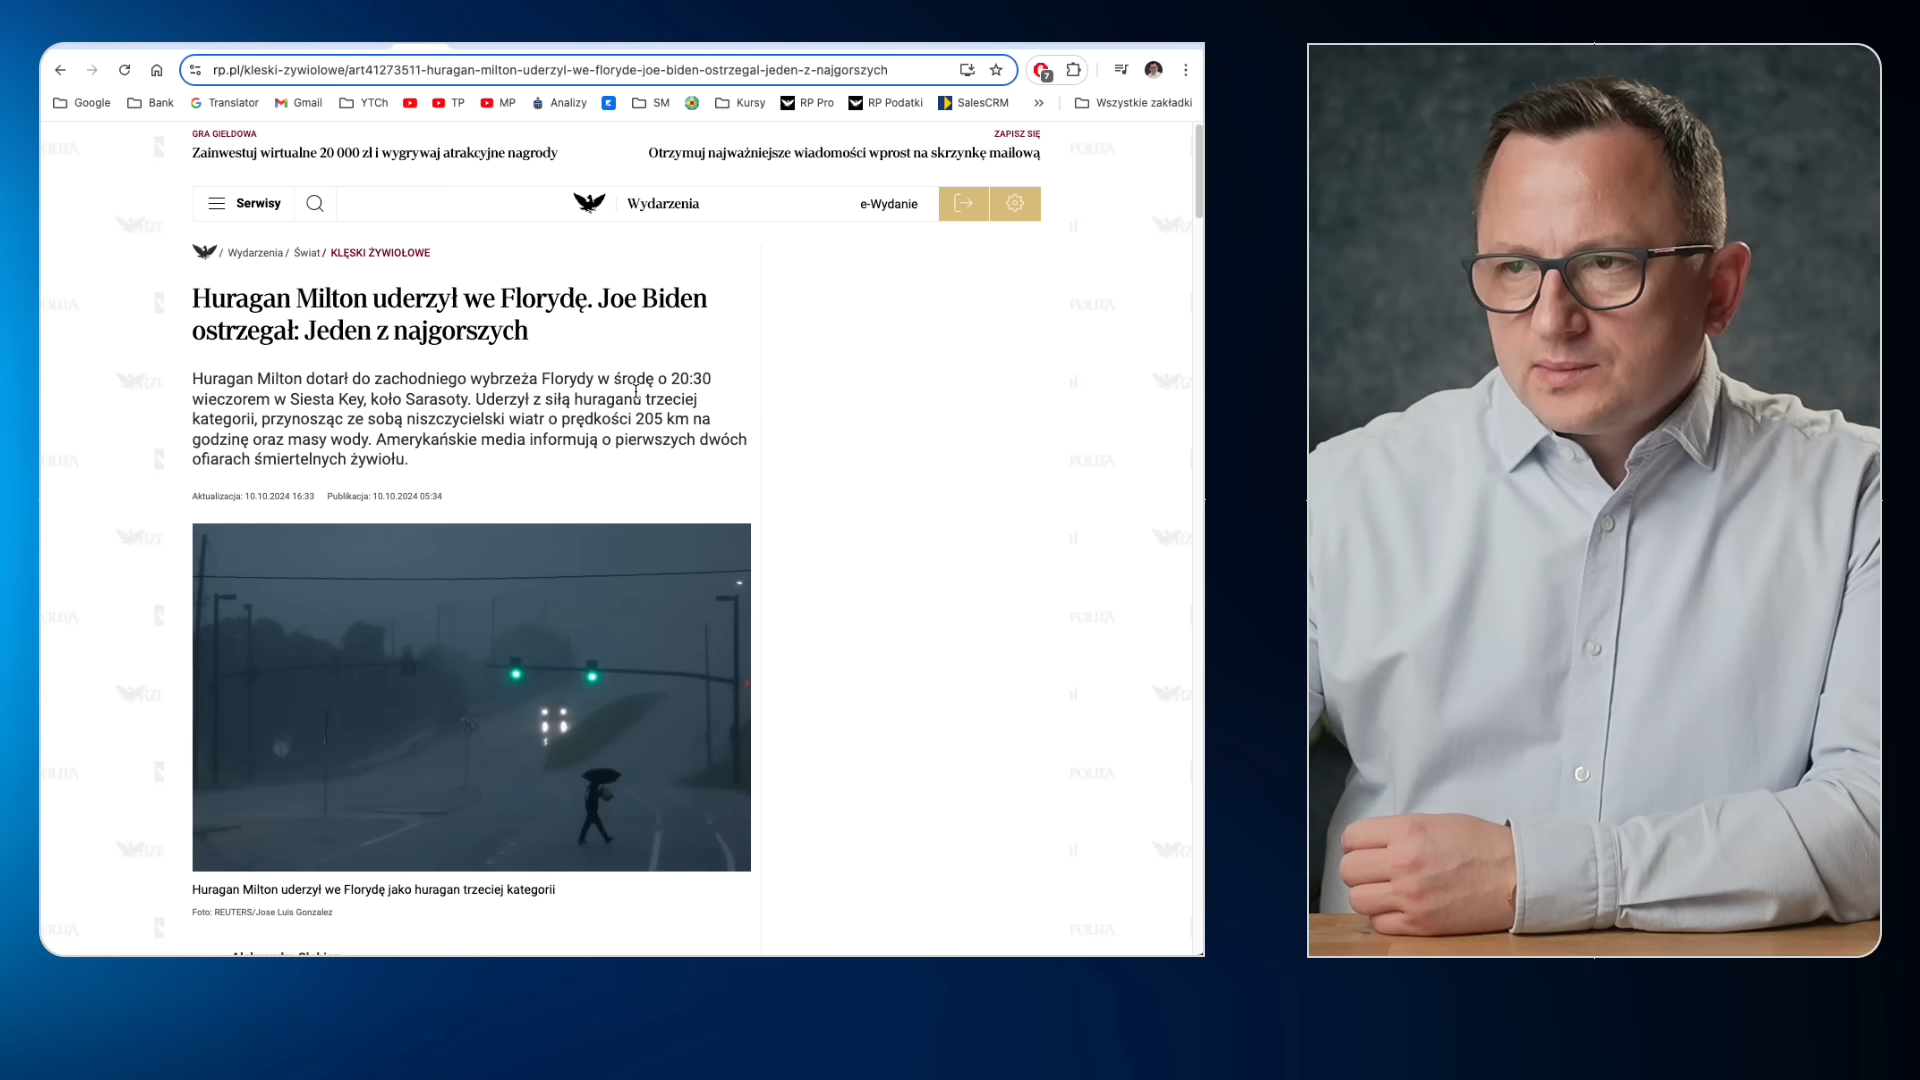 rp.pl/kleski-zywiolowe/art41273511-huragan-milton-uderzyl-we-floryde-joe-biden-ostrzegal-jeden-z-najgorszych
7
Google Bank Translator Gmail YTCh TP MP Analizy SM Kursy RP Pro RP Podatki SalesCRM » Wszystkie zakładki
GRA GIEŁDOWA
Zainwestuj wirtualne 20 000 zł i wygrywaj atrakcyjne nagrody
ZAPISZ SIĘ
Otrzymuj najważniejsze wiadomości wprost na skrzynkę mailową
Serwisy
Wydarzenia
e-Wydanie
/ Wydarzenia / Świat / KLĘSKI ŻYWIOŁOWE
Huragan Milton uderzył we Florydę. Joe Biden
ostrzegał: Jeden z najgorszych
Huragan Milton dotarł do zachodniego wybrzeża Florydy w środę o 20:30
wieczorem w Siesta Key, koło Sarasoty. Uderzył z siłą huraganu trzeciej
kategorii, przynosząc ze sobą niszczycielski wiatr o prędkości 205 km na
godzinę oraz masy wody. Amerykańskie media informują o pierwszych dwóch
ofiarach śmiertelnych żywiołu.
Aktualizacja: 10.10.2024 16:33 Publikacja: 10.10.2024 05:34
Huragan Milton uderzył we Florydę jako huragan trzeciej kategorii
Foto: REUTERS/Jose Luis Gonzalez